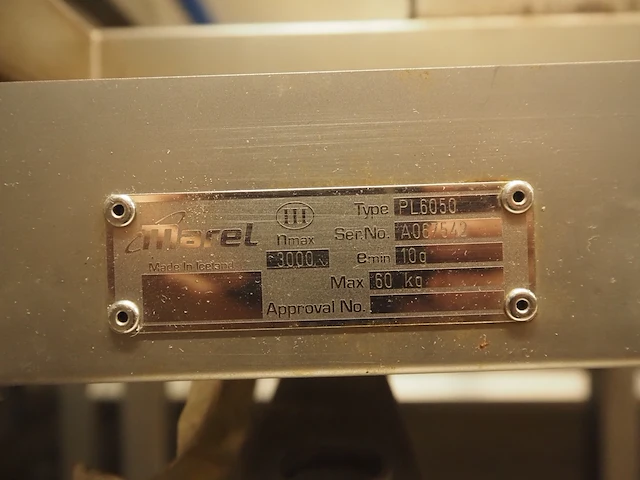 marel
Made in Iceland
III
nmax
3000
Type PL6050
Ser.No. A067542
emin 10g
Max 60 kg
Approval No.